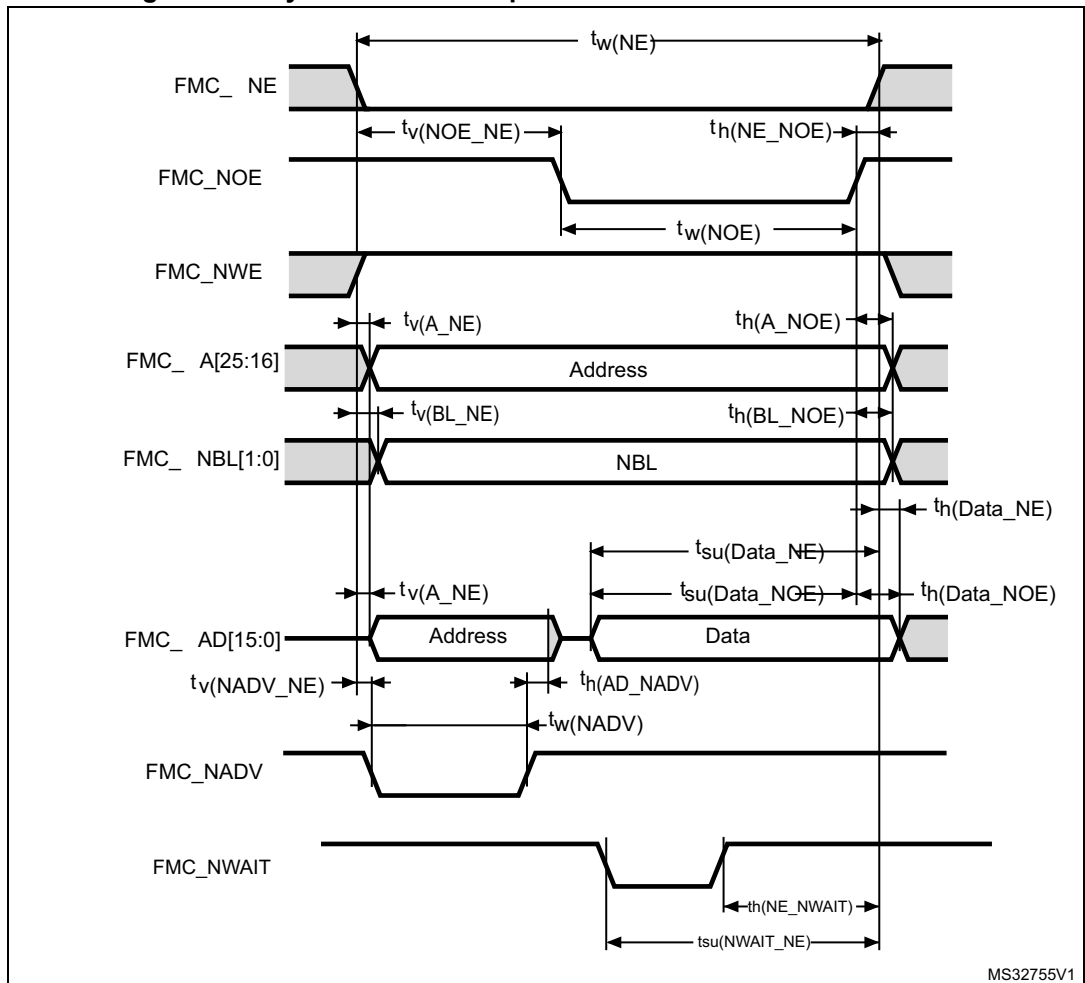 tw(NE)
FMC_ NE
tv(NOE_NE)
th(NE_NOE)
FMC_NOE
tw(NOE)
FMC_NWE
tv(A_NE)
th(A_NOE)
FMC_ A[25:16]
Address
tv(BL_NE)
th(BL_NOE)
FMC_ NBL[1:0]
NBL
th(Data_NE)
tsu(Data_NE)
tv(A_NE)
tsu(Data_NOE)
th(Data_NOE)
FMC_ AD[15:0]
Address
Data
tv(NADV_NE)
th(AD_NADV)
tw(NADV)
FMC_NADV
FMC_NWAIT
th(NE_NWAIT)
tsu(NWAIT_NE)
MS32755V1